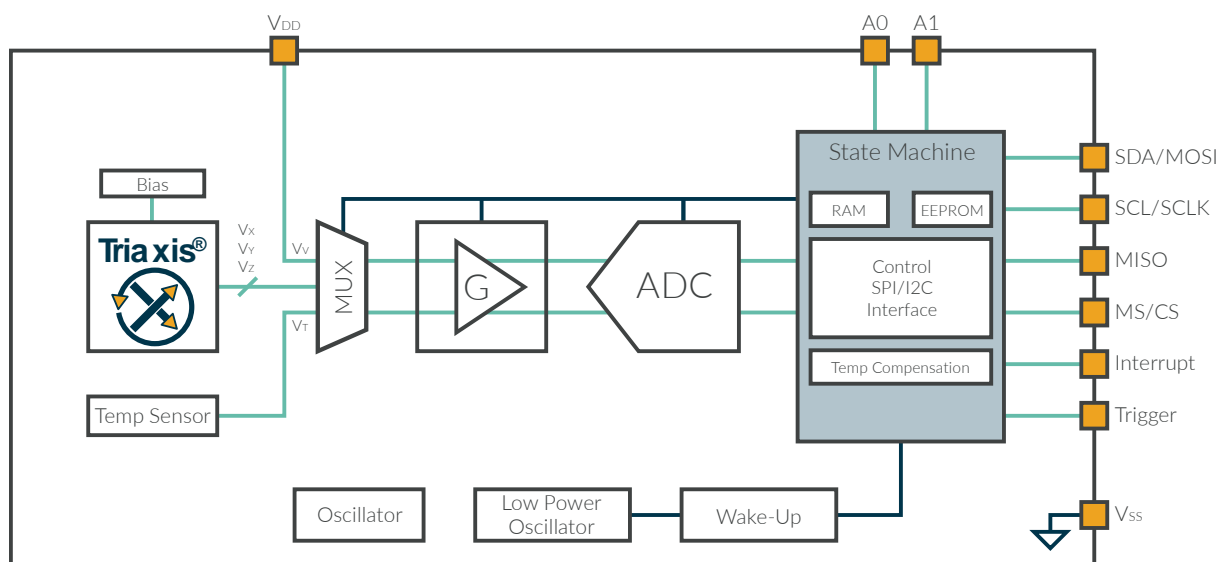 VDD
A0
A1
State Machine
SDA/MOSI
Bias
RAM
EEPROM
SCL/SCLK
Triaxis®
VX
VY
VZ
VV
MUX
G
ADC
Control
SPI/I2C
Interface
MISO
MS/CS
VT
Temp Compensation
Interrupt
Temp Sensor
Trigger
Oscillator
Low Power
Oscillator
Wake-Up
VSS